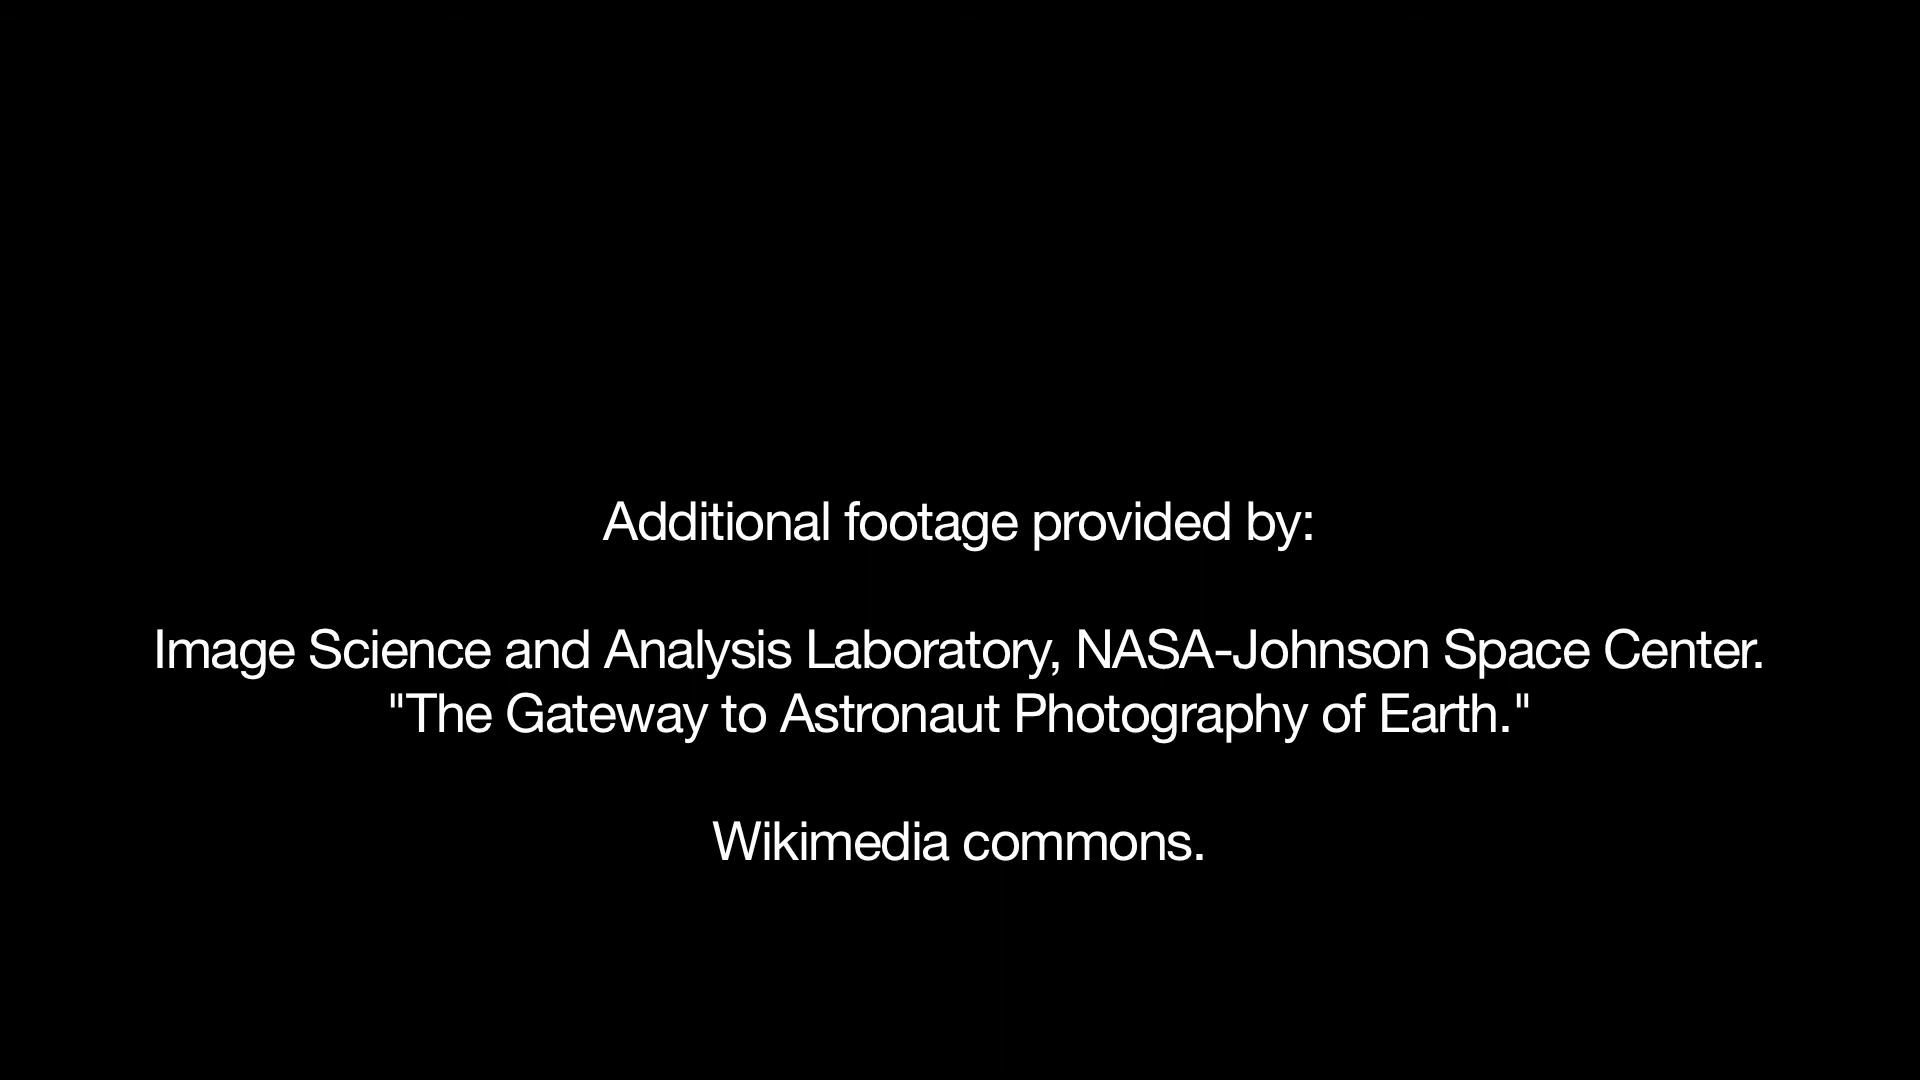 Additional footage provided by:
Image Science and Analysis Laboratory, NASA-Johnson Space Center.
"The Gateway to Astronaut Photography of Earth."
Wikimedia commons.